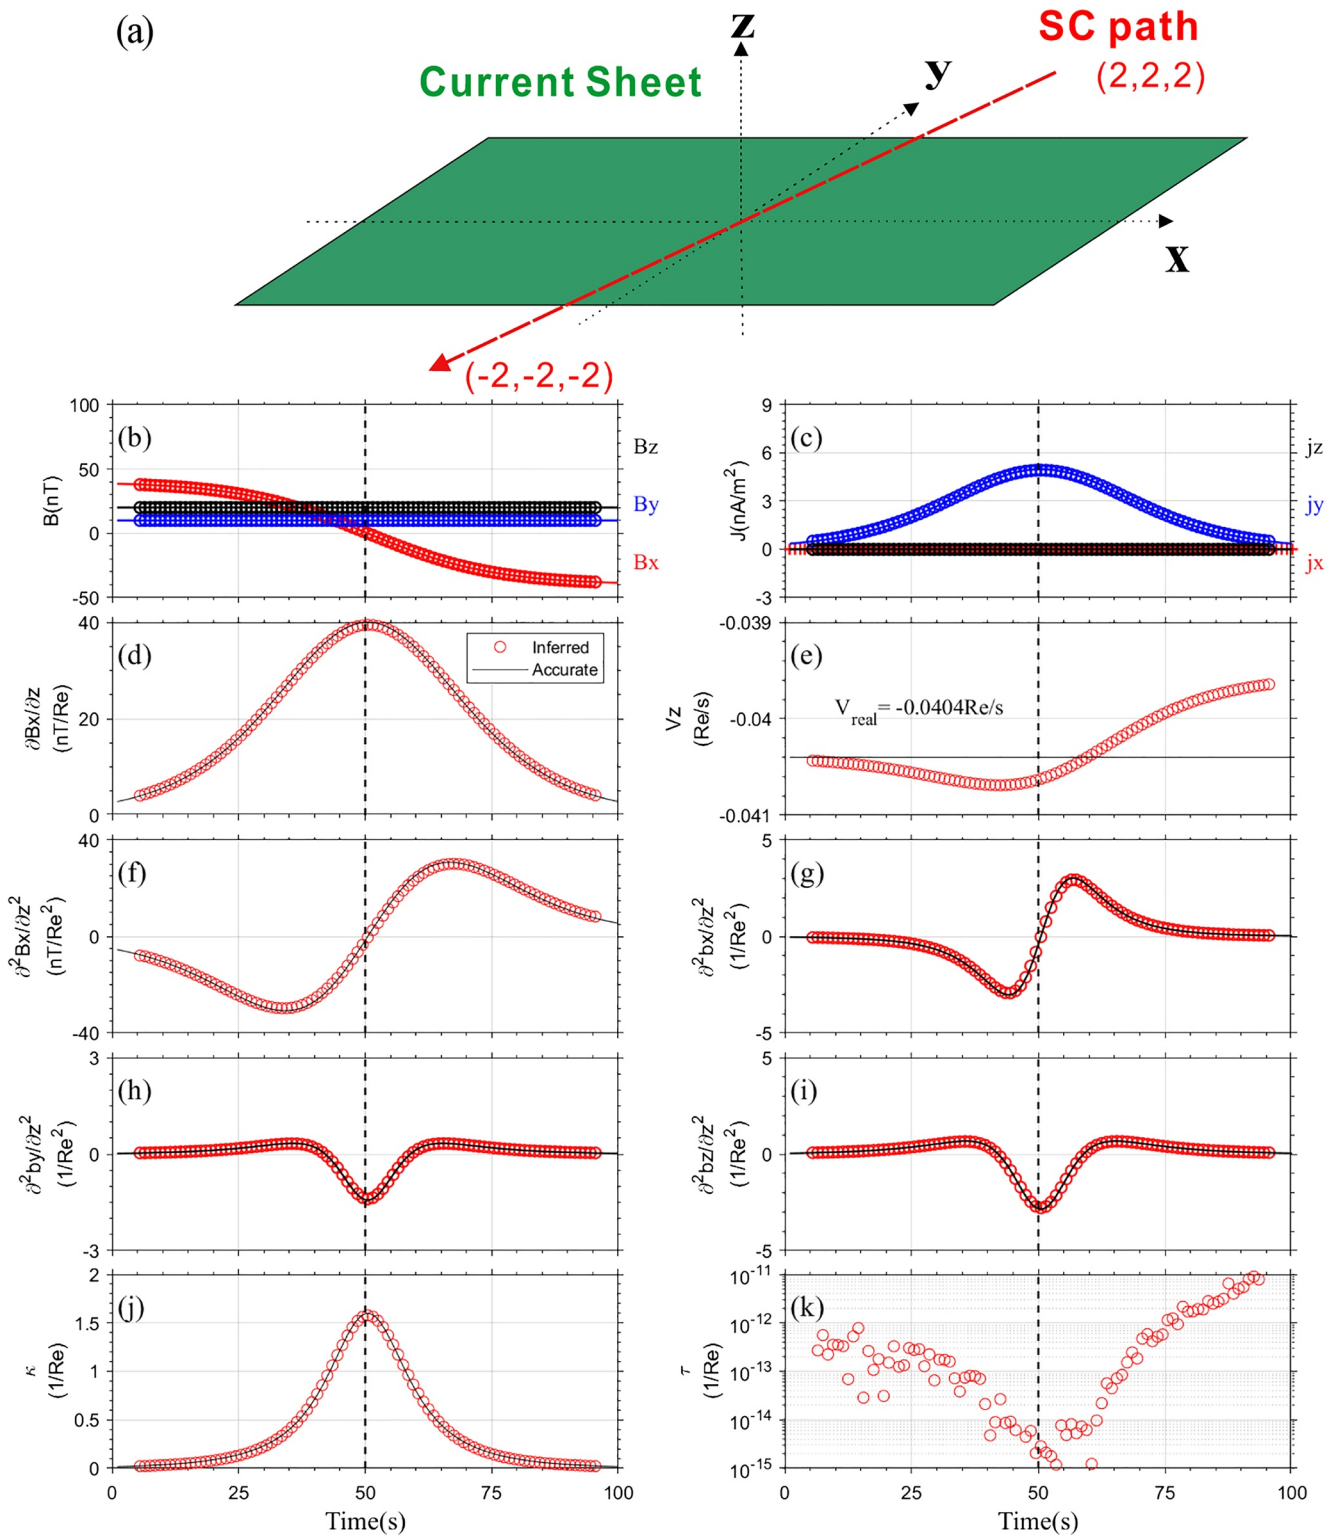 (a)
Current Sheet
z
y
x
SC path
(2,2,2)
(-2,-2,-2)
(b)
B(nT)
100
50
0
-50
Bz
By
Bx
(c)
J(nA/m²)
9
6
3
0
-3
jz
jy
jx
(d)
∂Bx/∂z
(nT/Re)
40
20
0
Inferred
Accurate
(e)
Vz
(Re/s)
-0.039
-0.04
-0.041
V_real= -0.0404Re/s
(f)
∂²Bx/∂z²
(nT/Re²)
40
0
-40
(g)
∂²bx/∂z²
(1/Re²)
5
0
-5
(h)
∂²by/∂z²
(1/Re²)
3
0
-3
(i)
∂²bz/∂z²
(1/Re²)
5
0
-5
(j)
κ
(1/Re)
2
1.5
1
0.5
0
0 25 50 75 100
Time(s)
(k)
τ
(1/Re)
10⁻¹¹
10⁻¹²
10⁻¹³
10⁻¹⁴
10⁻¹⁵
0 25 50 75 100
Time(s)